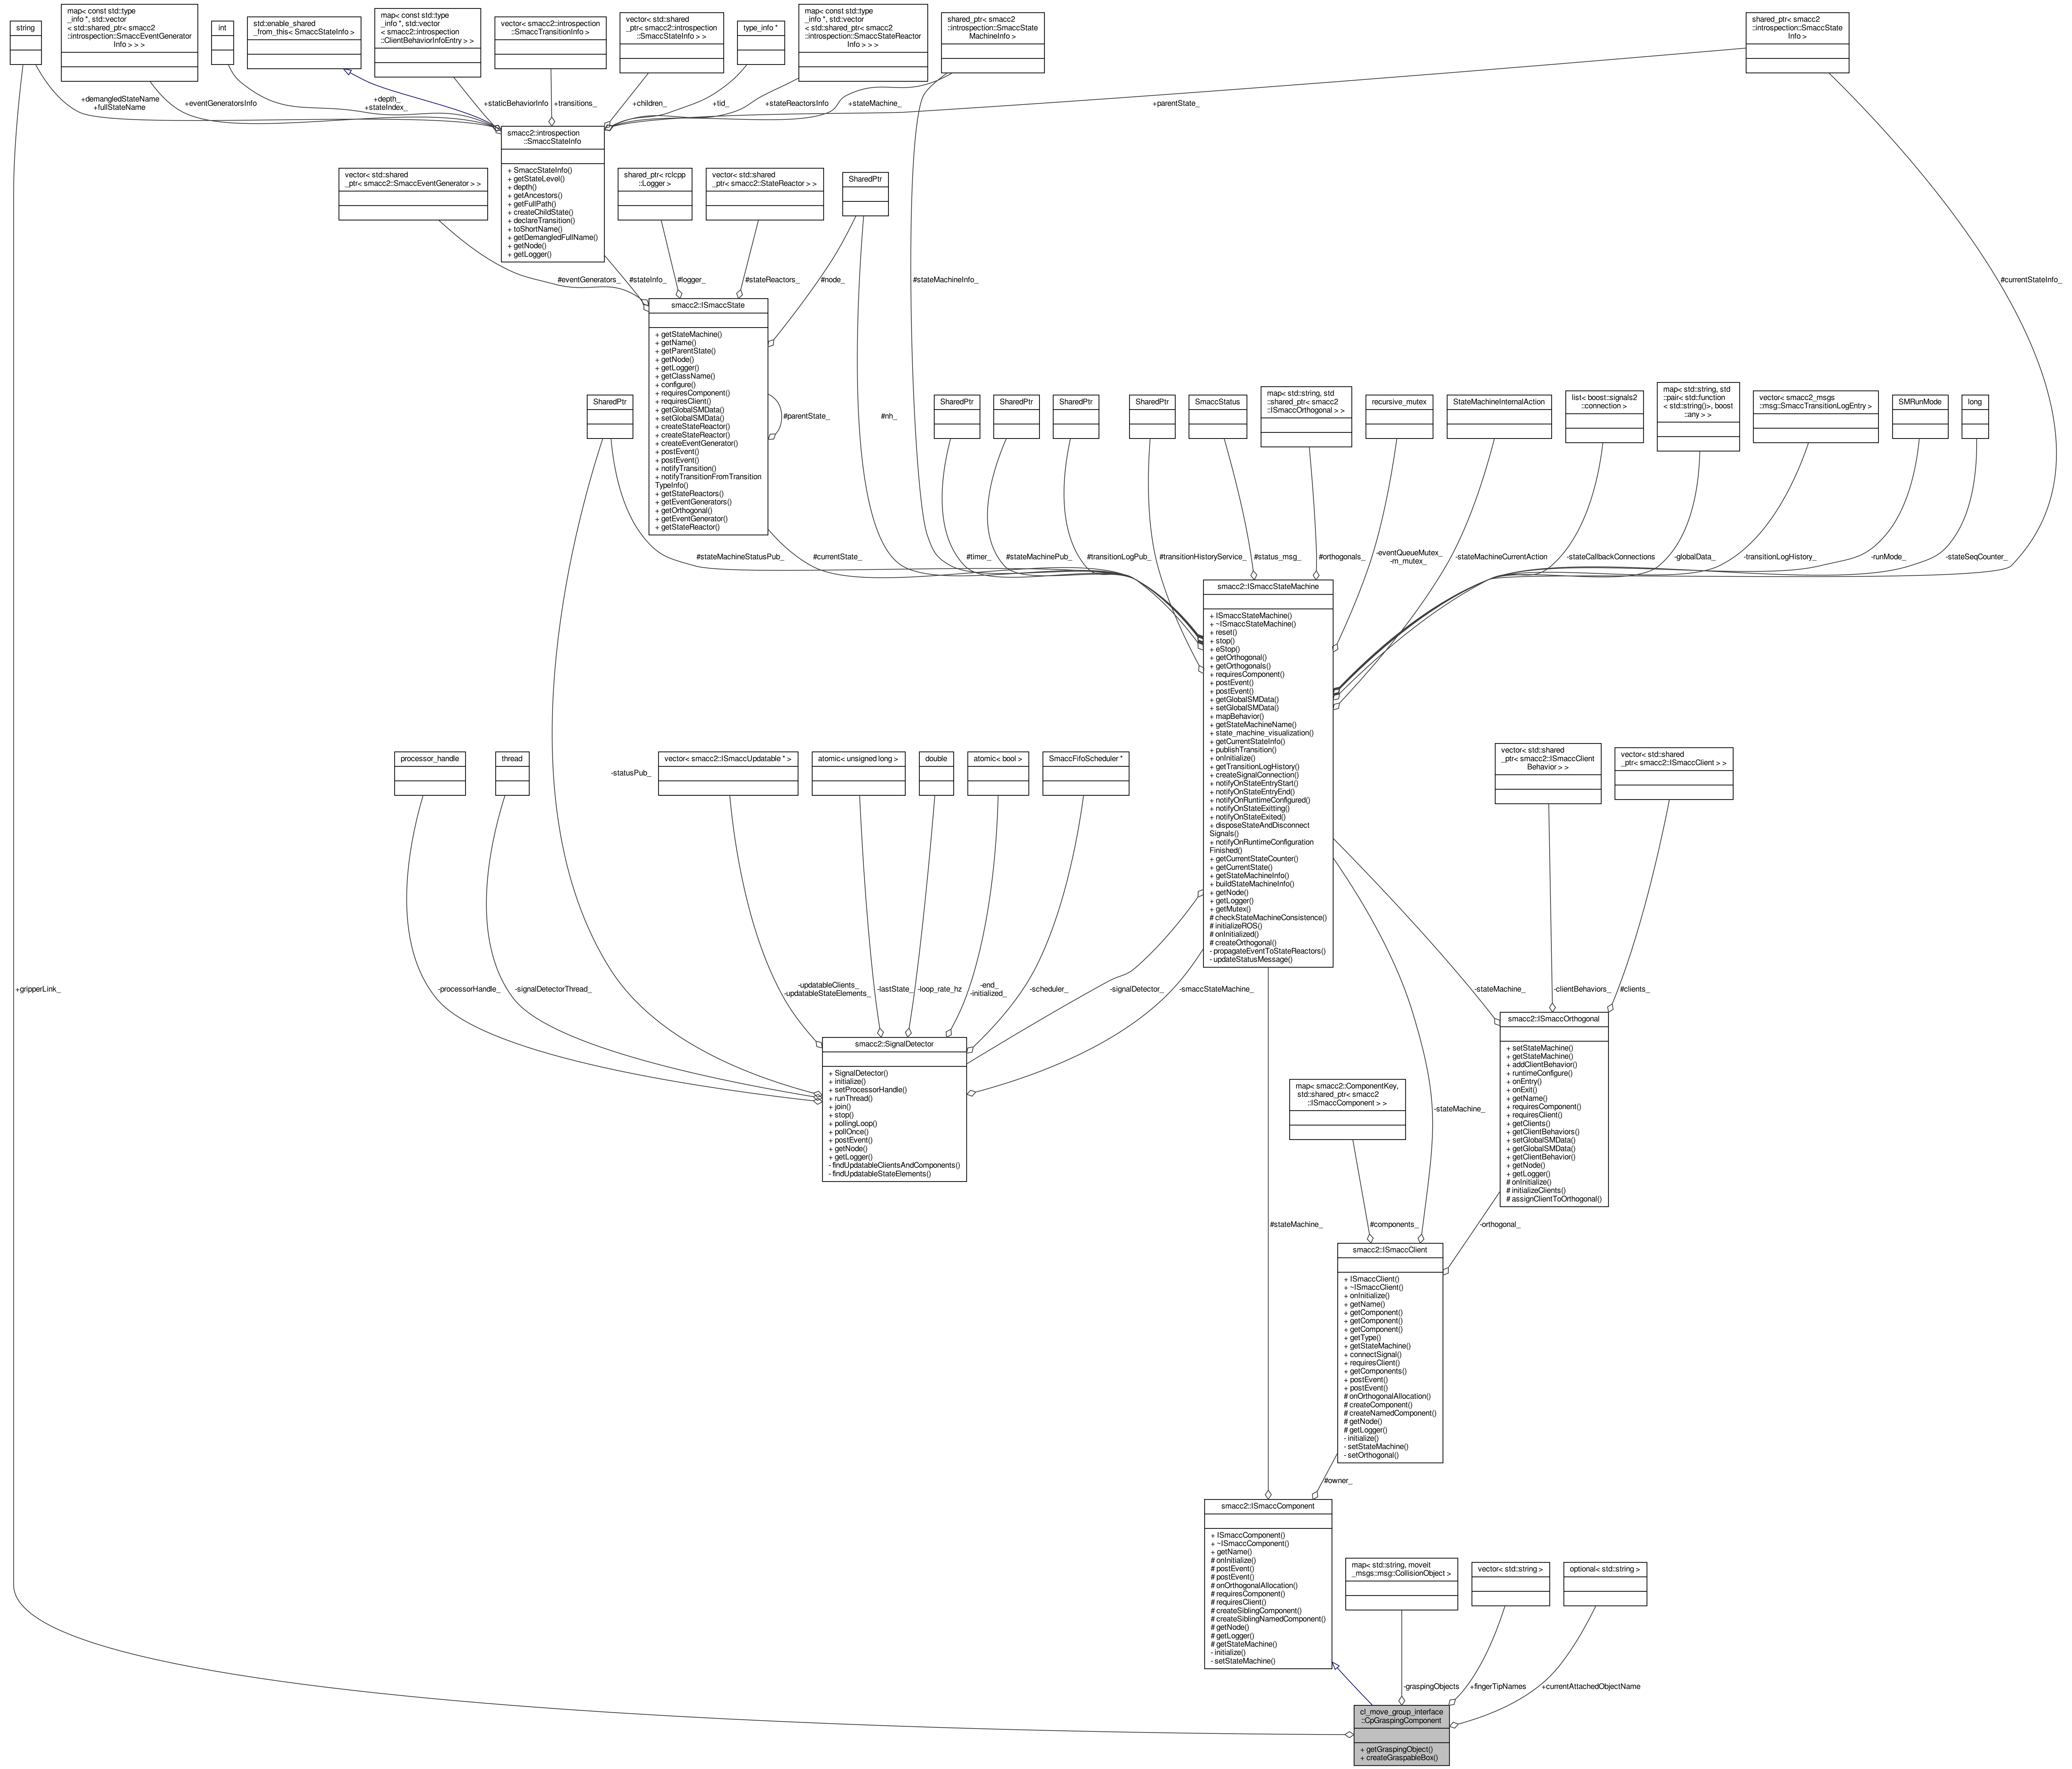 string
map< const std::type
_info *, std::vector
< std::shared_ptr< smacc2
::introspection::SmaccEventGenerator
Info > > >
int
std::enable_shared
_from_this< SmaccStateInfo >
map< const std::type
_info *, std::vector
< smacc2::introspection
::ClientBehaviorInfoEntry > >
vector< smacc2::introspection
::SmaccTransitionInfo >
vector< std::shared
_ptr< smacc2::introspection
::SmaccStateInfo > >
type_info *
map< const std::type
_info *, std::vector
< std::shared_ptr< smacc2
::introspection::SmaccStateReactor
Info > > >
shared_ptr< smacc2
::introspection::SmaccState
MachineInfo >
shared_ptr< smacc2
::introspection::SmaccState
Info >
+demangledStateName
+fullStateName
+eventGeneratorsInfo
+depth_
+stateIndex_
+staticBehaviorInfo
+transitions_
+children_
+tid_
+stateReactorsInfo
+stateMachine_
+parentState_
smacc2::introspection
::SmaccStateInfo
+ SmaccStateInfo()
+ getStateLevel()
+ depth()
+ getAncestors()
+ getFullPath()
+ createChildState()
+ declareTransition()
+ toShortName()
+ getDemangledFullName()
+ getNode()
+ getLogger()
vector< std::shared
_ptr< smacc2::SmaccEventGenerator > >
shared_ptr< rclcpp
::Logger >
vector< std::shared
_ptr< smacc2::StateReactor > >
SharedPtr
#eventGenerators_
#stateInfo_
#logger_
#stateReactors_
#node_
#stateMachineInfo_
#currentStateInfo_
smacc2::ISmaccState
+ getStateMachine()
+ getName()
+ getParentState()
+ getNode()
+ getLogger()
+ getClassName()
+ configure()
+ requiresComponent()
+ requiresClient()
+ getGlobalSMData()
+ setGlobalSMData()
+ createStateReactor()
+ createStateReactor()
+ createEventGenerator()
+ postEvent()
+ postEvent()
+ notifyTransition()
+ notifyTransitionFromTransition
TypeInfo()
+ getStateReactors()
+ getEventGenerators()
+ getOrthogonal()
+ getEventGenerator()
+ getStateReactor()
#parentState_
#nh_
SharedPtr
SharedPtr
SharedPtr
SharedPtr
SharedPtr
SmaccStatus
map< std::string, std
::shared_ptr< smacc2
::ISmaccOrthogonal > >
recursive_mutex
StateMachineInternalAction
list< boost::signals2
::connection >
map< std::string, std
::pair< std::function
< std::string()>, boost
::any > >
vector< smacc2_msgs
::msg::SmaccTransitionLogEntry >
SMRunMode
long
#stateMachineStatusPub_
#currentState_
#timer_
#stateMachinePub_
#transitionLogPub_
#transitionHistoryService_
#status_msg_
#orthogonals_
-eventQueueMutex_
-m_mutex_
-stateMachineCurrentAction
-stateCallbackConnections
-globalData_
-transitionLogHistory_
-runMode_
-stateSeqCounter_
smacc2::ISmaccStateMachine
+ ISmaccStateMachine()
+ ~ISmaccStateMachine()
+ reset()
+ stop()
+ eStop()
+ getOrthogonal()
+ getOrthogonals()
+ requiresComponent()
+ postEvent()
+ postEvent()
+ getGlobalSMData()
+ setGlobalSMData()
+ mapBehavior()
+ getStateMachineName()
+ state_machine_visualization()
+ getCurrentStateInfo()
+ publishTransition()
+ onInitialize()
+ getTransitionLogHistory()
+ createSignalConnection()
+ notifyOnStateEntryStart()
+ notifyOnStateEntryEnd()
+ notifyOnRuntimeConfigured()
+ notifyOnStateExitting()
+ notifyOnStateExited()
+ disposeStateAndDisconnect
Signals()
+ notifyOnRuntimeConfiguration
Finished()
+ getCurrentStateCounter()
+ getCurrentState()
+ getStateMachineInfo()
+ buildStateMachineInfo()
+ getNode()
+ getLogger()
+ getMutex()
# checkStateMachineConsistence()
# initializeROS()
# onInitialized()
# createOrthogonal()
- propagateEventToStateReactors()
- updateStatusMessage()
processor_handle
thread
-statusPub_
vector< smacc2::ISmaccUpdatable * >
atomic< unsigned long >
double
atomic< bool >
SmaccFifoScheduler *
vector< std::shared
_ptr< smacc2::ISmaccClient
Behavior > >
vector< std::shared
_ptr< smacc2::ISmaccClient > >
+gripperLink_
-processorHandle_
-signalDetectorThread_
-updatableClients_
-updatableStateElements_
-lastState_
-loop_rate_hz
-end_
-initialized_
-scheduler_
-signalDetector_
-smaccStateMachine_
-stateMachine_
-clientBehaviors_
#clients_
smacc2::SignalDetector
+ SignalDetector()
+ initialize()
+ setProcessorHandle()
+ runThread()
+ join()
+ stop()
+ pollingLoop()
+ pollOnce()
+ postEvent()
+ getNode()
+ getLogger()
- findUpdatableClientsAndComponents()
- findUpdatableStateElements()
smacc2::ISmaccOrthogonal
+ setStateMachine()
+ getStateMachine()
+ addClientBehavior()
+ runtimeConfigure()
+ onEntry()
+ onExit()
+ getName()
+ requiresComponent()
+ requiresClient()
+ getClients()
+ getClientBehaviors()
+ setGlobalSMData()
+ getGlobalSMData()
+ getClientBehavior()
+ getNode()
+ getLogger()
# onInitialize()
# initializeClients()
# assignClientToOrthogonal()
map< smacc2::ComponentKey,
std::shared_ptr< smacc2
::ISmaccComponent > >
-stateMachine_
#stateMachine_
#components_
-orthogonal_
smacc2::ISmaccClient
+ ISmaccClient()
+ ~ISmaccClient()
+ onInitialize()
+ getName()
+ getComponent()
+ getComponent()
+ getComponent()
+ getType()
+ getStateMachine()
+ connectSignal()
+ requiresClient()
+ getComponents()
+ postEvent()
+ postEvent()
# onOrthogonalAllocation()
# createComponent()
# createNamedComponent()
# getNode()
# getLogger()
- initialize()
- setStateMachine()
- setOrthogonal()
#owner_
smacc2::ISmaccComponent
+ ISmaccComponent()
+ ~ISmaccComponent()
+ getName()
# onInitialize()
# postEvent()
# postEvent()
# onOrthogonalAllocation()
# requiresComponent()
# requiresClient()
# createSiblingComponent()
# createSiblingNamedComponent()
# getNode()
# getLogger()
# getStateMachine()
- initialize()
- setStateMachine()
map< std::string, moveit
_msgs::msg::CollisionObject >
vector< std::string >
optional< std::string >
-graspingObjects
+fingerTipNames
+currentAttachedObjectName
cl_move_group_interface
::CpGraspingComponent
+ getGraspingObject()
+ createGraspableBox()